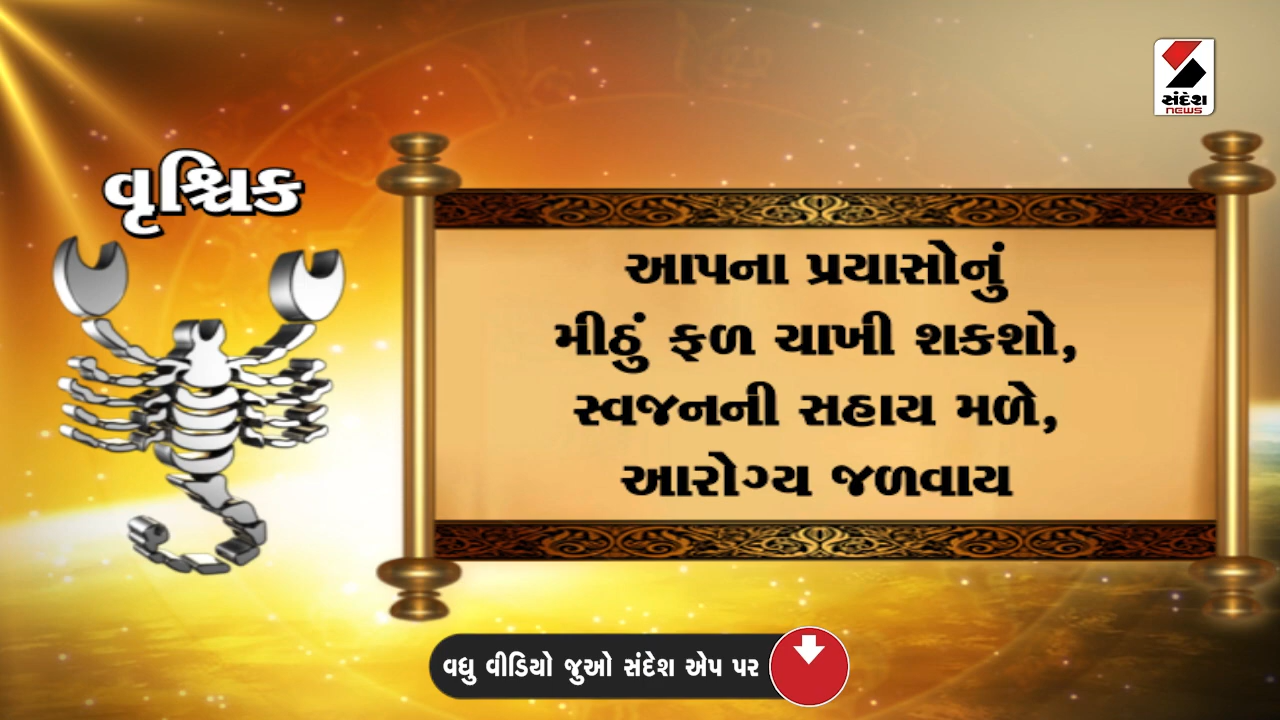 સંદેશ
NEWS
વૃશ્ચિક
આપના પ્રયાસોનું
મીઠું ફળ ચાખી શકશો,
સ્વજનની સહાય મળે,
આરોગ્ય જળવાય
વધુ વીડિયો જુઓ સંદેશ એપ પર